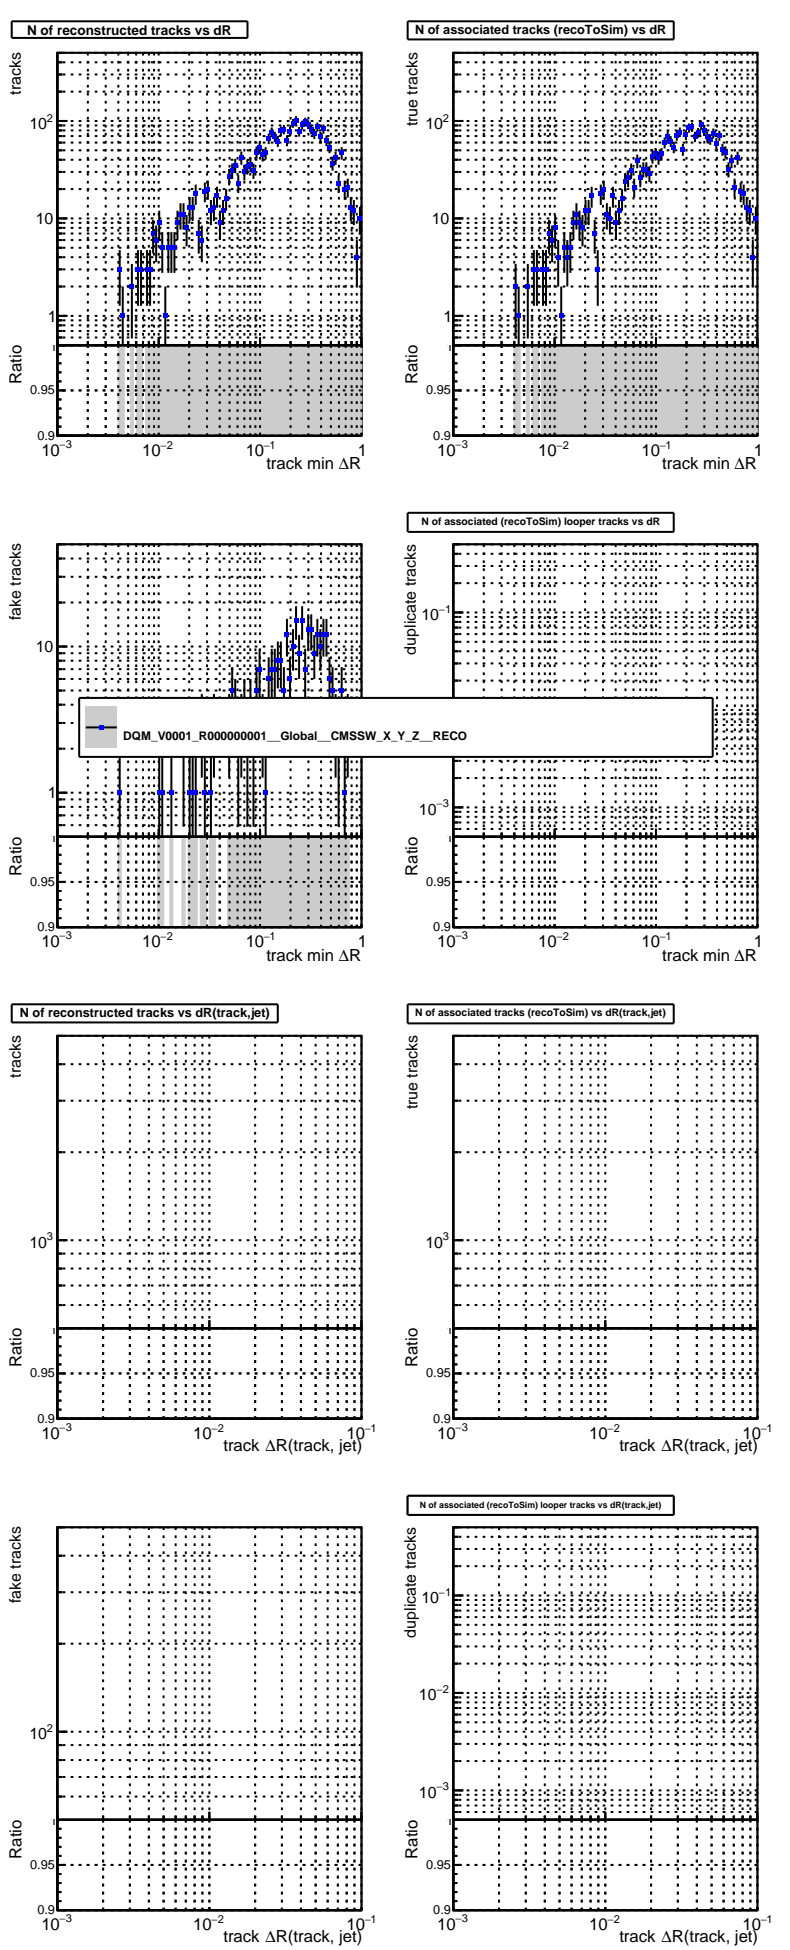 N of reconstructed tracks vs dR
tracks
10²
10
1
Ratio
0.95
0.9
10⁻³ 10⁻² 10⁻¹ 1
track min ΔR
N of associated tracks (recoToSim) vs dR
true tracks
10²
10
1
Ratio
0.95
0.9
10⁻³ 10⁻² 10⁻¹ 1
track min ΔR
fake tracks
10
1
Ratio
0.95
0.9
10⁻³ 10⁻² 10⁻¹ 1
track min ΔR
N of associated (recoToSim) looper tracks vs dR
duplicate tracks
10⁻¹
10⁻³
Ratio
0.95
0.9
10⁻³ 10⁻² 10⁻¹ 1
track min ΔR
DQM_V0001_R000000001__Global__CMSSW_X_Y_Z__RECO
N of reconstructed tracks vs dR(track,jet)
tracks
10³
Ratio
0.95
0.9
10⁻³ 10⁻² 10⁻¹
track ΔR(track, jet)
N of associated tracks (recoToSim) vs dR(track,jet)
true tracks
10³
Ratio
0.95
0.9
10⁻³ 10⁻² 10⁻¹
track ΔR(track, jet)
fake tracks
10²
Ratio
0.95
0.9
10⁻³ 10⁻² 10⁻¹
track ΔR(track, jet)
N of associated (recoToSim) looper tracks vs dR(track,jet)
duplicate tracks
10⁻¹
10⁻²
10⁻³
Ratio
0.95
0.9
10⁻³ 10⁻² 10⁻¹
track ΔR(track, jet)